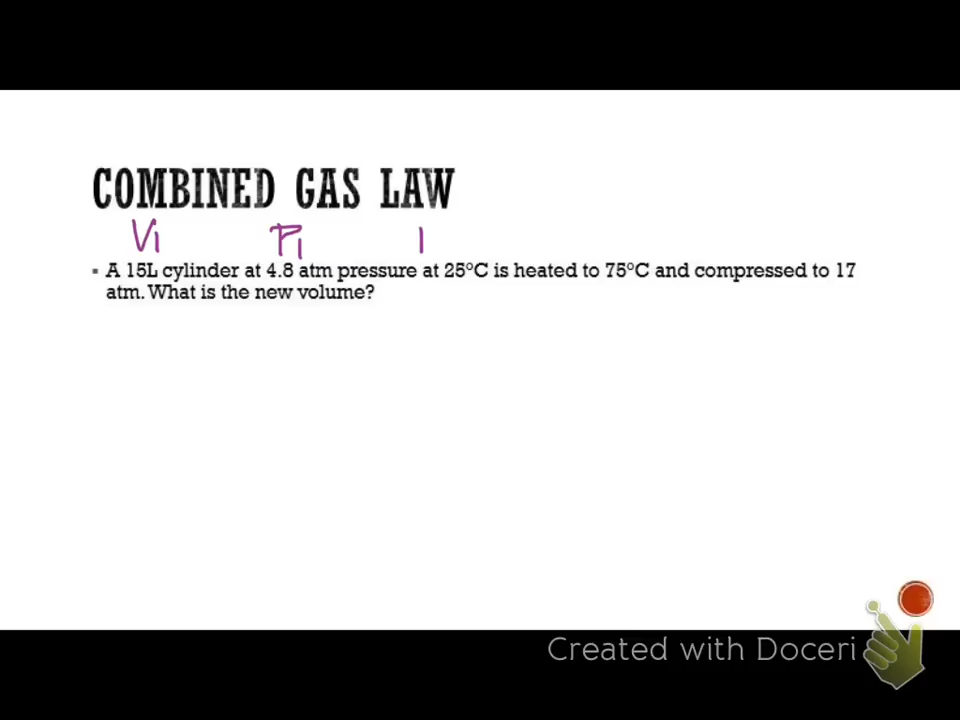 COMBINED GAS LAW
V1 P1 1
A 15L cylinder at 4.8 atm pressure at 25°C is heated to 75°C and compressed to 17
atm. What is the new volume?
Created with Doceri